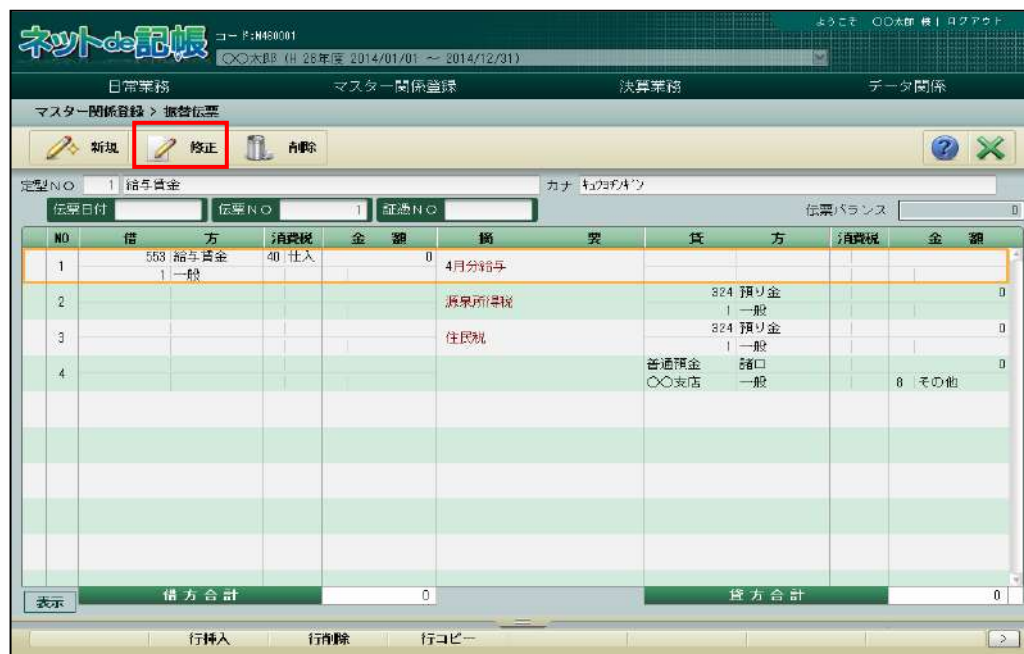 ようこそ 〇〇太郎 様 | ログアウト
ネットde記帳 コード:N460001
〇〇太郎 (H 26年度 2014/01/01 ～ 2014/12/31)
日常業務 マスター関係登録 決算業務 データ関係
マスター関係登録 > 振替伝票
新規 修正 削除
定型NO 1 給与賃金 カナ ｷｭｳﾖﾁﾝｷﾞﾝ
伝票日付 伝票NO 1 証憑NO 伝票バランス 0
NO 借 方 消費税 金 額 摘 要 貸 方 消費税 金 額
1 553 給与賃金 40 仕入 0 4月分給与
1 一般
2 源泉所得税 324 預り金 0
1 一般
3 住民税 324 預り金 0
1 一般
4 普通預金 諸口 0
〇〇支店 一般 8 その他
表示 借方合計 0 貸方合計 0
行挿入 行削除 行コピー >